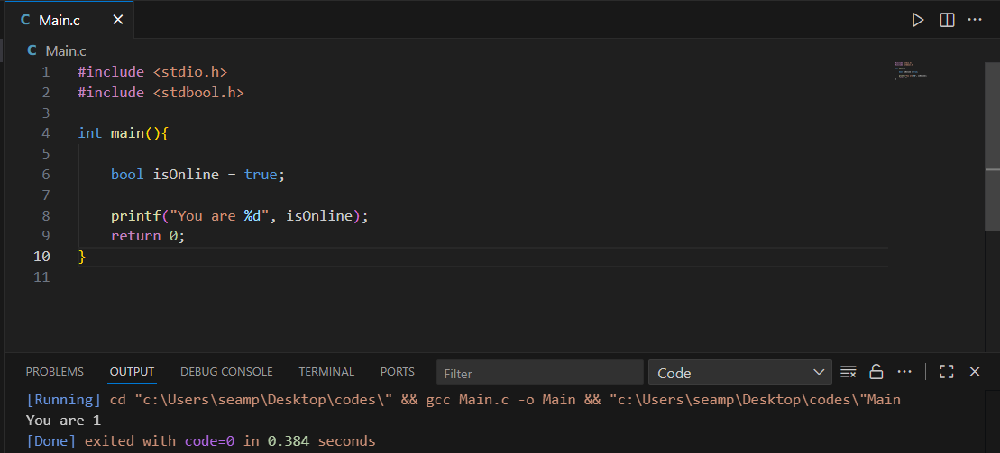 C Main.c ×
C Main.c
1 #include <stdio.h>
2 #include <stdbool.h>
3
4 int main(){
5
6     bool isOnline = true;
7
8     printf("You are %d", isOnline);
9     return 0;
10 }
11
PROBLEMS OUTPUT DEBUG CONSOLE TERMINAL PORTS Filter Code
[Running] cd "c:\Users\seamp\Desktop\codes\" && gcc Main.c -o Main && "c:\Users\seamp\Desktop\codes\"Main
You are 1
[Done] exited with code=0 in 0.384 seconds